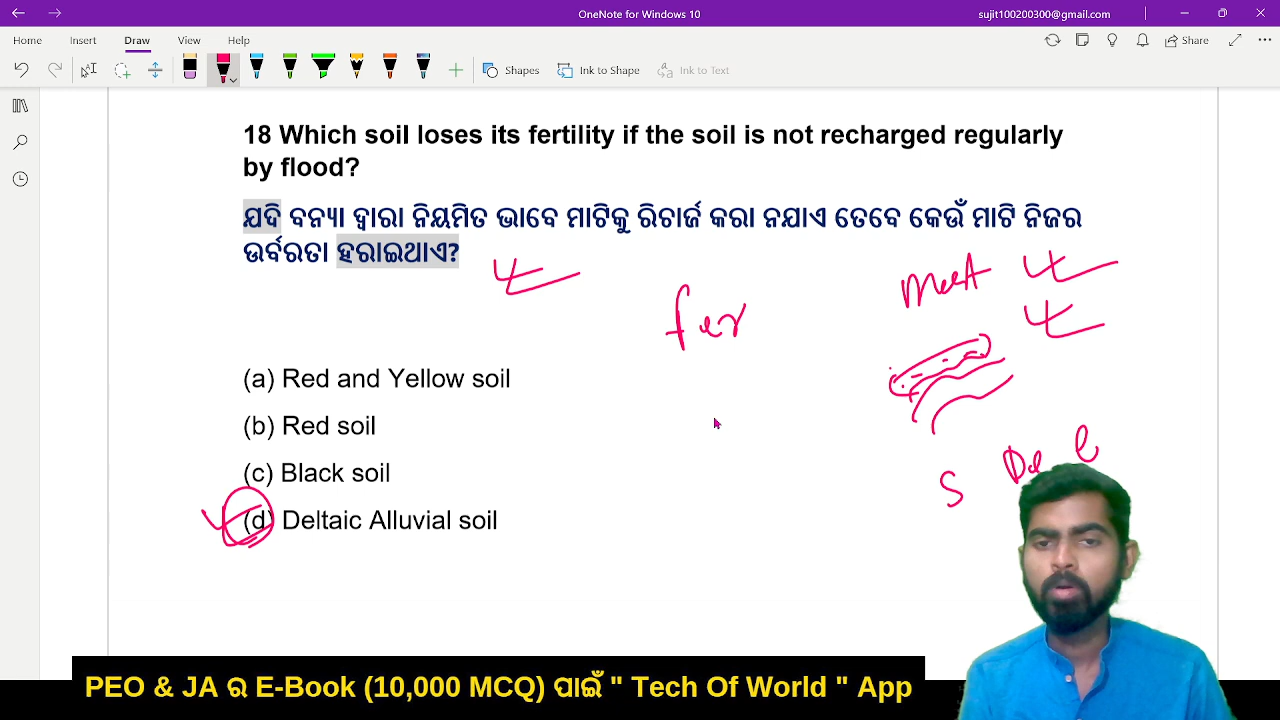 OneNote for Windows 10
sujit100200300@gmail.com
Home Insert Draw View Help
Share
Shapes Ink to Shape Ink to Text
18 Which soil loses its fertility if the soil is not recharged regularly
by flood?
ଯଦି ବନ୍ୟା ଦ୍ୱାରା ନିୟମିତ ଭାବେ ମାଟିକୁ ରିଚାର୍ଜ କରା ନଯାଏ ତେବେ କେଉଁ ମାଟି ନିଜର
ଉର୍ବରତା ହରାଇଥାଏ?
fer
(a) Red and Yellow soil
(b) Red soil
(c) Black soil
(d) Deltaic Alluvial soil
S
PEO & JA ର E-Book (10,000 MCQ) ପାଇଁ " Tech Of World " App